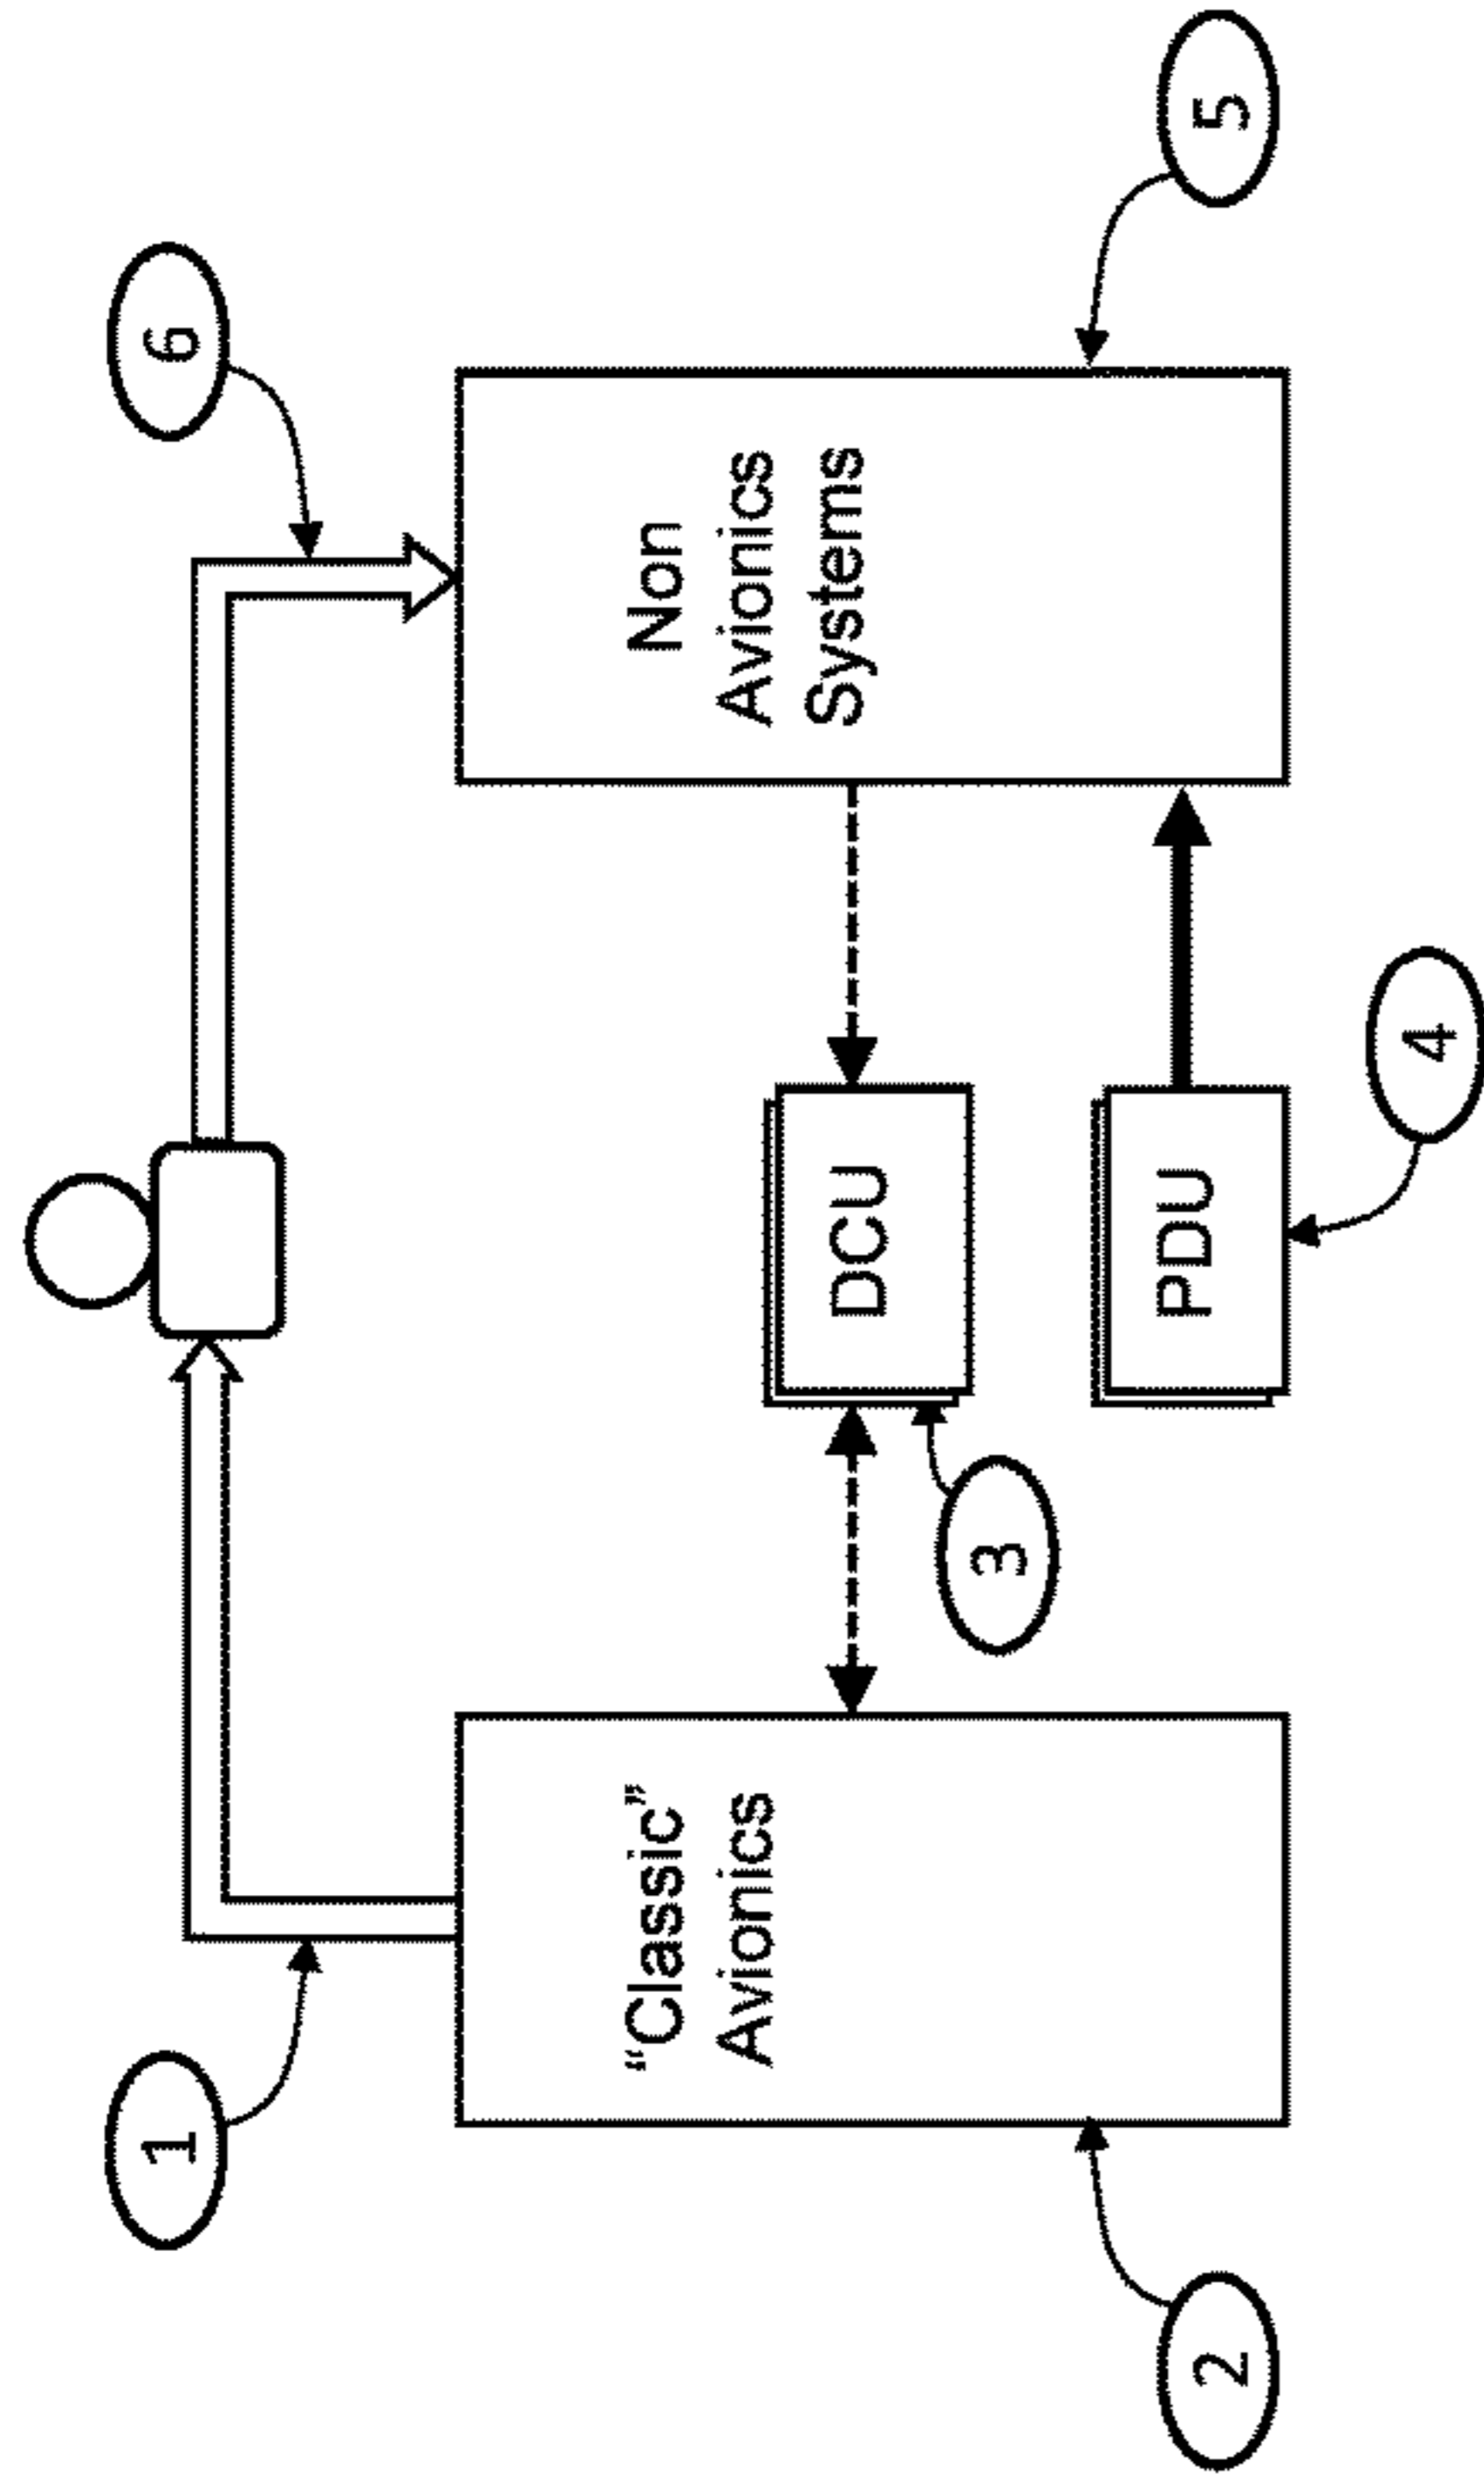 6
1
"Classic"
Avionics
DCU
Non
Avionics
Systems
3
PDU
2
5
4